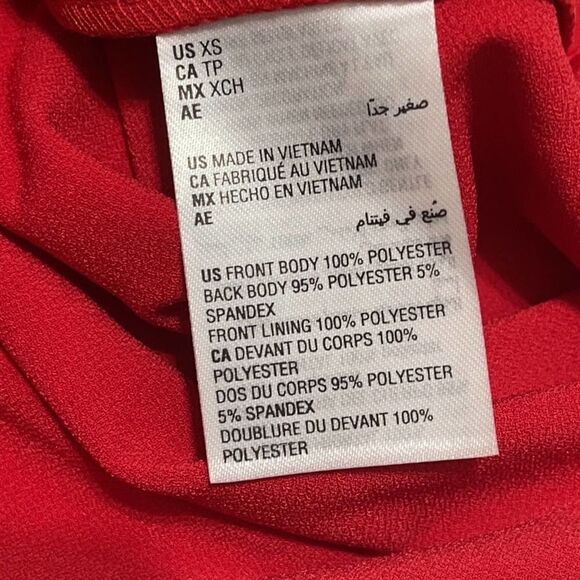 US XS
CA TP
MX XCH
AE صغير جدّا
US MADE IN VIETNAM
CA FABRIQUÉ AU VIETNAM
MX HECHO EN VIETNAM
AE صُنع في فيتنام
US FRONT BODY 100% POLYESTER
BACK BODY 95% POLYESTER 5%
SPANDEX
FRONT LINING 100% POLYESTER
CA DEVANT DU CORPS 100%
POLYESTER
DOS DU CORPS 95% POLYESTER
5% SPANDEX
DOUBLURE DU DEVANT 100%
POLYESTER